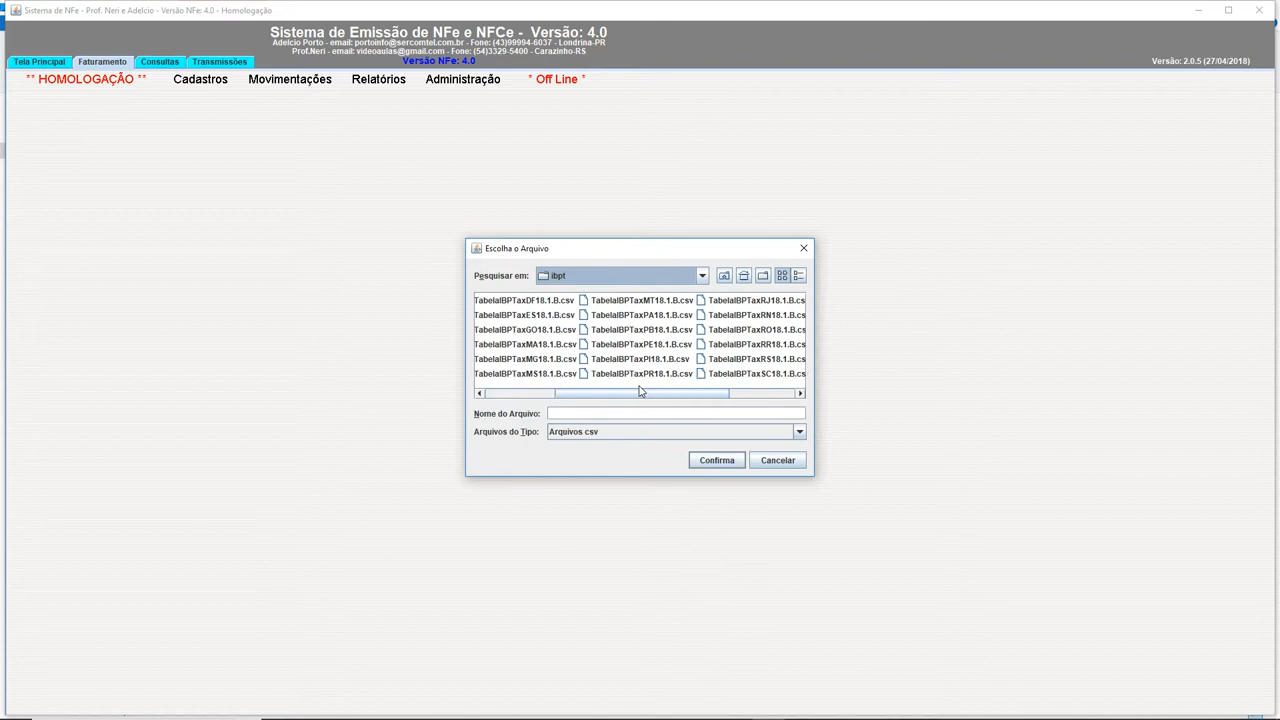 Sistema de NFe - Prof. Neri e Adelcio - Versão NFe: 4.0 - Homologação
Sistema de Emissão de NFe e NFCe - Versão: 4.0
Adelcio Porto - email: portoinfo@sercomtel.com.br - Fone: (43)99994-6037 - Londrina-PR
Prof.Neri - email: videoaulas@gmail.com - Fone: (54)3329-5400 - Carazinho-RS
Tela Principal Faturamento Consultas Transmissões Versão NFe: 4.0 Versão: 2.0.5 (27/04/2018)
** HOMOLOGAÇÃO ** Cadastros Movimentações Relatórios Administração * Off Line *
Escolha o Arquivo
Pesquisar em: ibpt
TabelaIBPTaxDF18.1.B.csv TabelaIBPTaxMT18.1.B.csv TabelaIBPTaxRJ18.1.B.cs
TabelaIBPTaxES18.1.B.csv TabelaIBPTaxPA18.1.B.csv TabelaIBPTaxRN18.1.B.cs
TabelaIBPTaxGO18.1.B.csv TabelaIBPTaxPB18.1.B.csv TabelaIBPTaxRO18.1.B.cs
TabelaIBPTaxMA18.1.B.csv TabelaIBPTaxPE18.1.B.csv TabelaIBPTaxRR18.1.B.cs
TabelaIBPTaxMG18.1.B.csv TabelaIBPTaxPI18.1.B.csv TabelaIBPTaxRS18.1.B.cs
TabelaIBPTaxMS18.1.B.csv TabelaIBPTaxPR18.1.B.csv TabelaIBPTaxSC18.1.B.cs
Nome do Arquivo:
Arquivos do Tipo: Arquivos csv
Confirma Cancelar